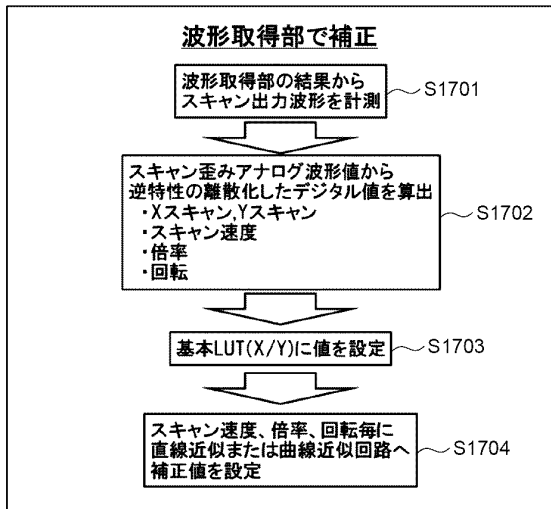 波形取得部で補正
波形取得部の結果から
スキャン出力波形を計測
S1701
スキャン歪みアナログ波形値から
逆特性の離散化したデジタル値を算出
・Xスキャン,Yスキャン
・スキャン速度
・倍率
・回転
S1702
基本LUT(X/Y)に値を設定
S1703
スキャン速度、倍率、回転毎に
直線近似または曲線近似回路へ
補正値を設定
S1704